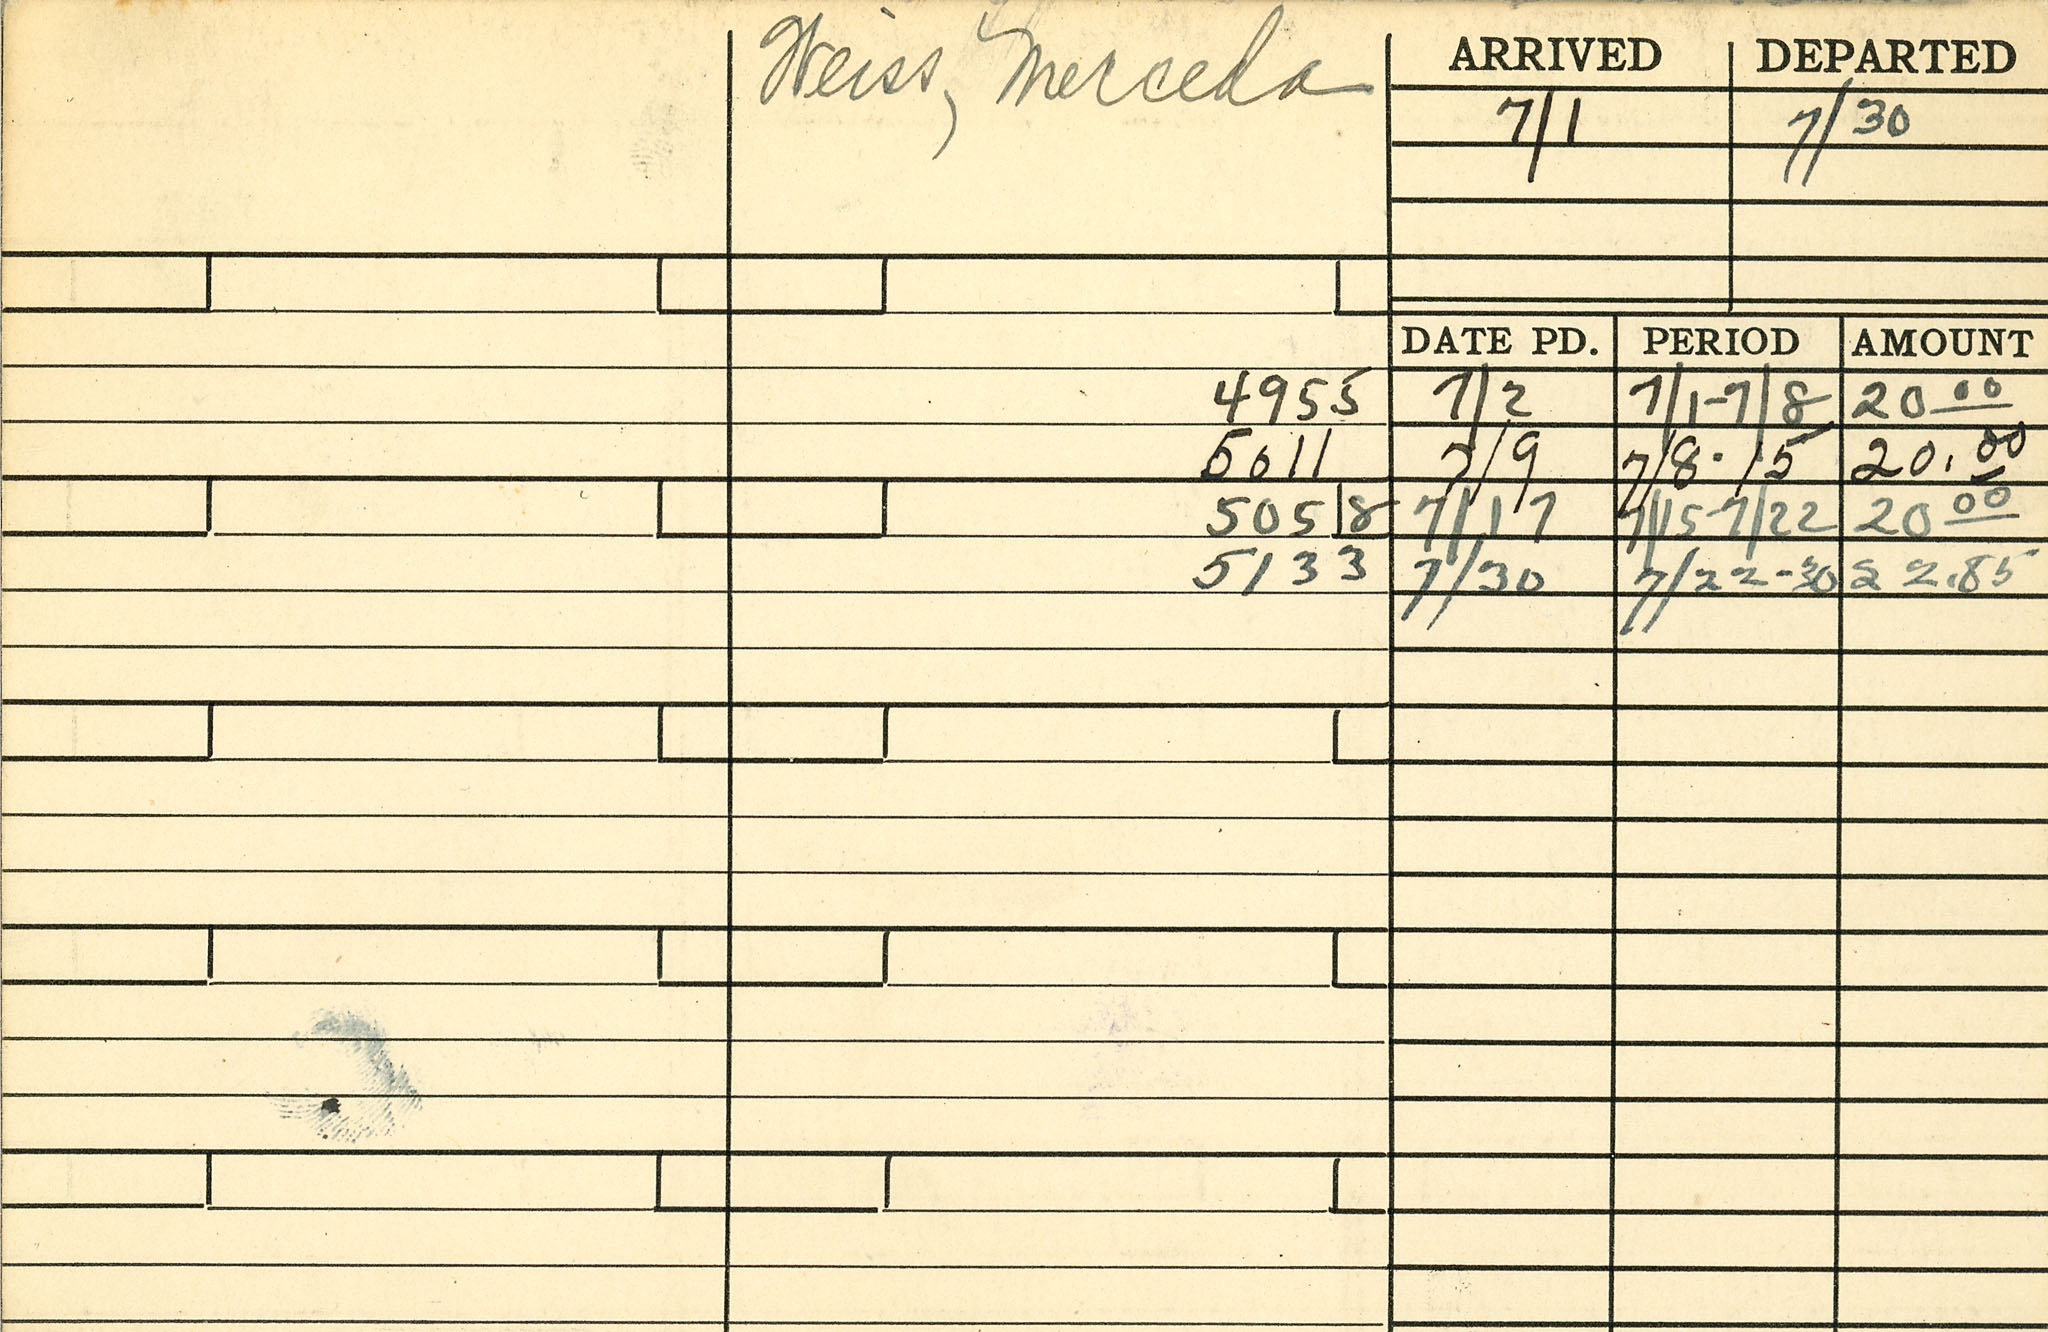 Weiss, Merceda
ARRIVED DEPARTED
7/1 7/30
DATE PD. PERIOD AMOUNT
4955 7/2 7/1-7/8 20.00
5011 7/9 7/8-15 20.00
5058 7/17 7/15-7/22 20.00
5133 7/30 7/22-30 22.85